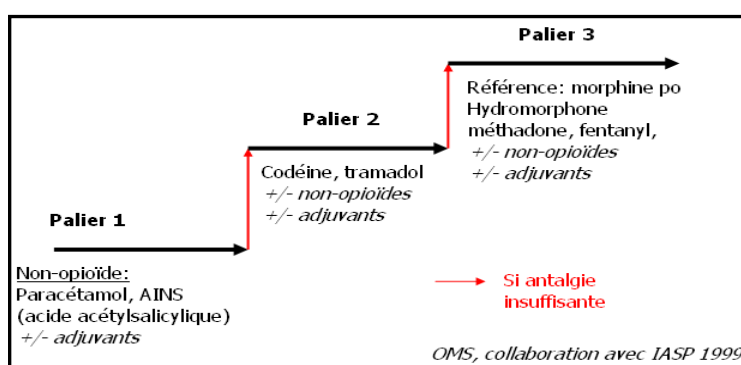 Palier 3
Référence: morphine po
Hydromorphone
méthadone, fentanyl,
+/- non-opioïdes
+/- adjuvants
Palier 2
Codéine, tramadol
+/- non-opioïdes
+/- adjuvants
Palier 1
Non-opioïde:
Paracétamol, AINS
(acide acétylsalicylique)
+/- adjuvants
Si antalgie
insuffisante
OMS, collaboration avec IASP 1999